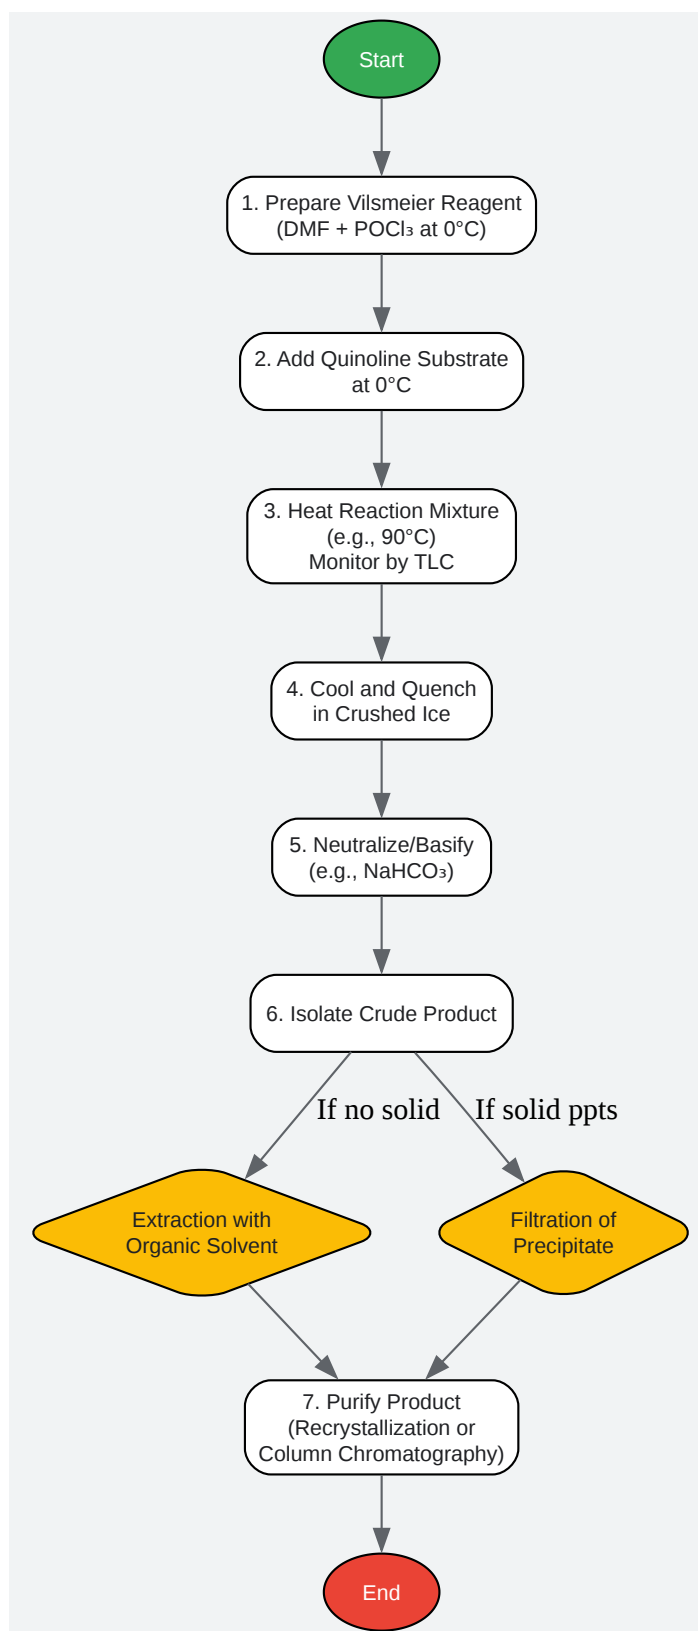 Start
1. Prepare Vilsmeier Reagent
(DMF + POCl₃ at 0°C)
2. Add Quinoline Substrate
at 0°C
3. Heat Reaction Mixture
(e.g., 90°C)
Monitor by TLC
4. Cool and Quench
in Crushed Ice
5. Neutralize/Basify
(e.g., NaHCO₃)
6. Isolate Crude Product
If no solid
If solid ppts
Extraction with
Organic Solvent
Filtration of
Precipitate
7. Purify Product
(Recrystallization or
Column Chromatography)
End